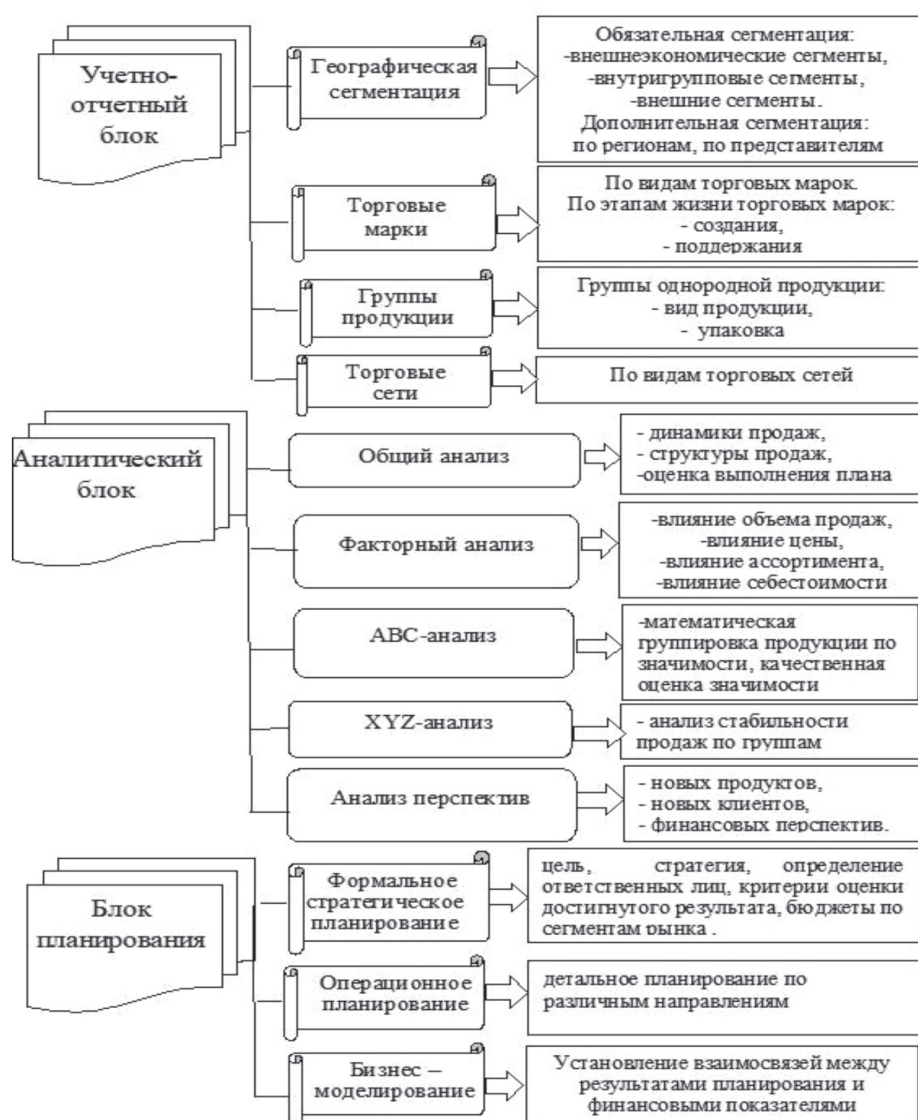 Учетно-
отчетный
блок
Географическая
сегментация
Обязательная сегментация:
-внешнеэкономические сегменты,
-внутригрупповые сегменты,
-внешние сегменты.
Дополнительная сегментация:
по регионам, по представителям
Торговые
марки
По видам торговых марок.
По этапам жизни торговых марок:
- создания,
- поддержания
Группы
продукции
Группы однородной продукции:
- вид продукции,
- упаковка
Торговые
сети
По видам торговых сетей
Аналитический
блок
Общий анализ
- динамики продаж,
- структуры продаж,
-оценка выполнения плана
Факторный анализ
-влияние объема продаж,
-влияние цены,
-влияние ассортимента,
-влияние себестоимости
АВС-анализ
-математическая
группировка продукции по
значимости, качественная
оценка значимости
XYZ-анализ
- анализ стабильности
продаж по группам
Анализ перспектив
- новых продуктов,
- новых клиентов,
- финансовых перспектив.
Блок
планирования
Формальное
стратегическое
планирование
цель, стратегия, определение
ответственных лиц, критерии оценки
достигнутого результата, бюджеты по
сегментам рынка .
Операционное
планирование
детальное планирование по
различным направлениям
Бизнес –
моделирование
Установление взаимосвязей между
результатами планирования и
финансовыми показателями